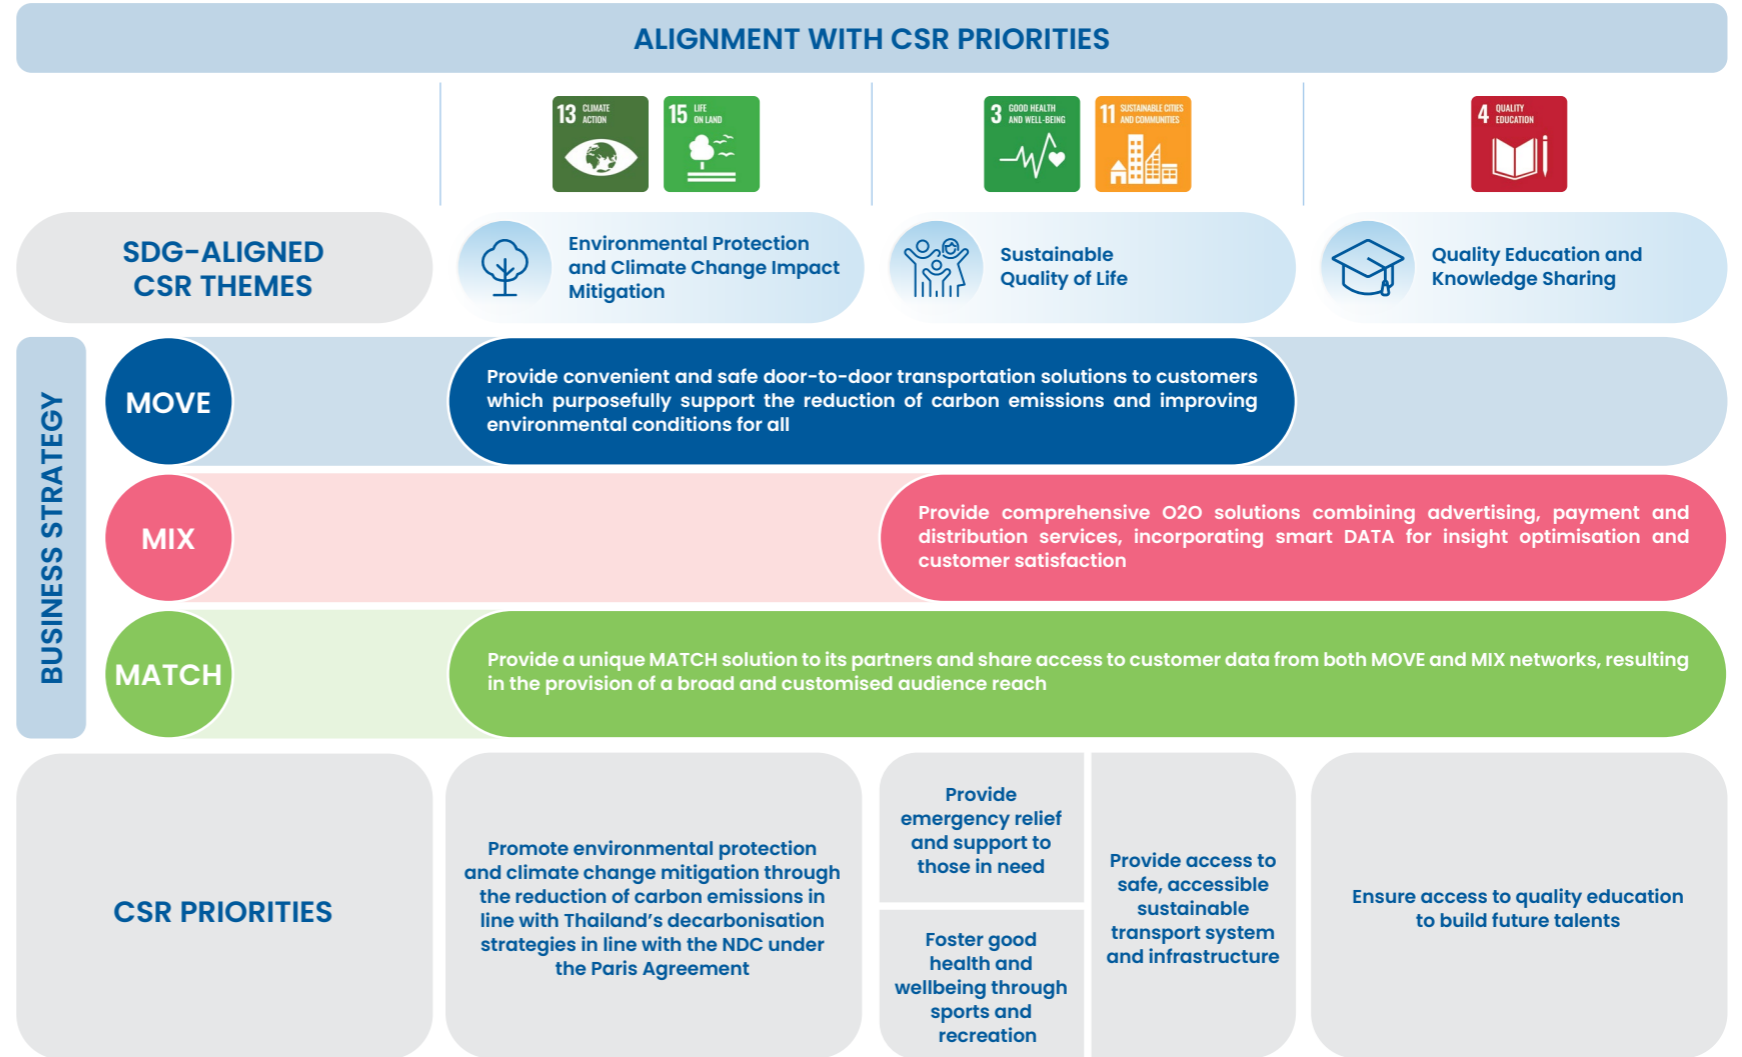 ALIGNMENT WITH CSR PRIORITIES
13 CLIMATE
ACTION
15 LIFE
ON LAND
3 GOOD HEALTH
AND WELL-BEING
11 SUSTAINABLE CITIES
AND COMMUNITIES
4 QUALITY
EDUCATION
SDG-ALIGNED
CSR THEMES
Environmental Protection
and Climate Change Impact
Mitigation
Sustainable
Quality of Life
Quality Education and
Knowledge Sharing
BUSINESS STRATEGY
MOVE
Provide convenient and safe door-to-door transportation solutions to customers
which purposefully support the reduction of carbon emissions and improving
environmental conditions for all
MIX
Provide comprehensive O2O solutions combining advertising, payment and
distribution services, incorporating smart DATA for insight optimisation and
customer satisfaction
MATCH
Provide a unique MATCH solution to its partners and share access to customer data from both MOVE and MIX networks, resulting
in the provision of a broad and customised audience reach
CSR PRIORITIES
Promote environmental protection
and climate change mitigation through
the reduction of carbon emissions in
line with Thailand’s decarbonisation
strategies in line with the NDC under
the Paris Agreement
Provide
emergency relief
and support to
those in need
Foster good
health and
wellbeing through
sports and
recreation
Provide access to
safe, accessible
sustainable
transport system
and infrastructure
Ensure access to quality education
to build future talents